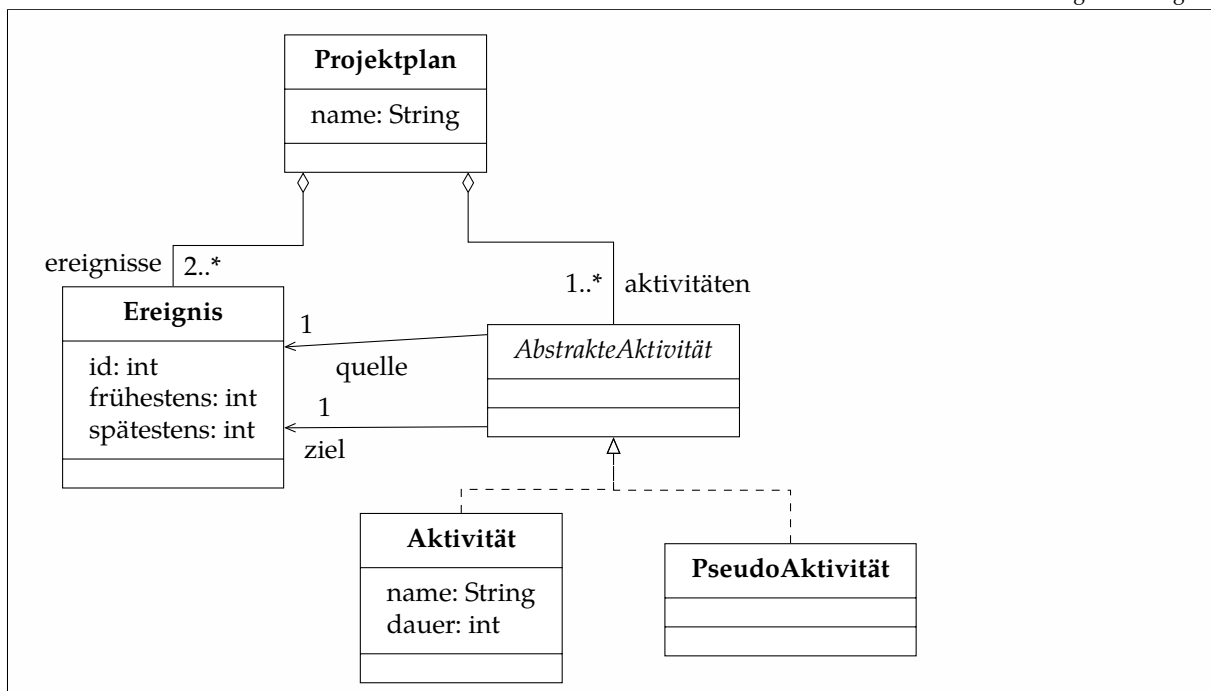 Projektplan
name: String
ereignisse
2..*
1..*
aktivitäten
Ereignis
id: int
frühestens: int
spätestens: int
1
quelle
1
ziel
AbstrakteAktivität
Aktivität
name: String
dauer: int
PseudoAktivität